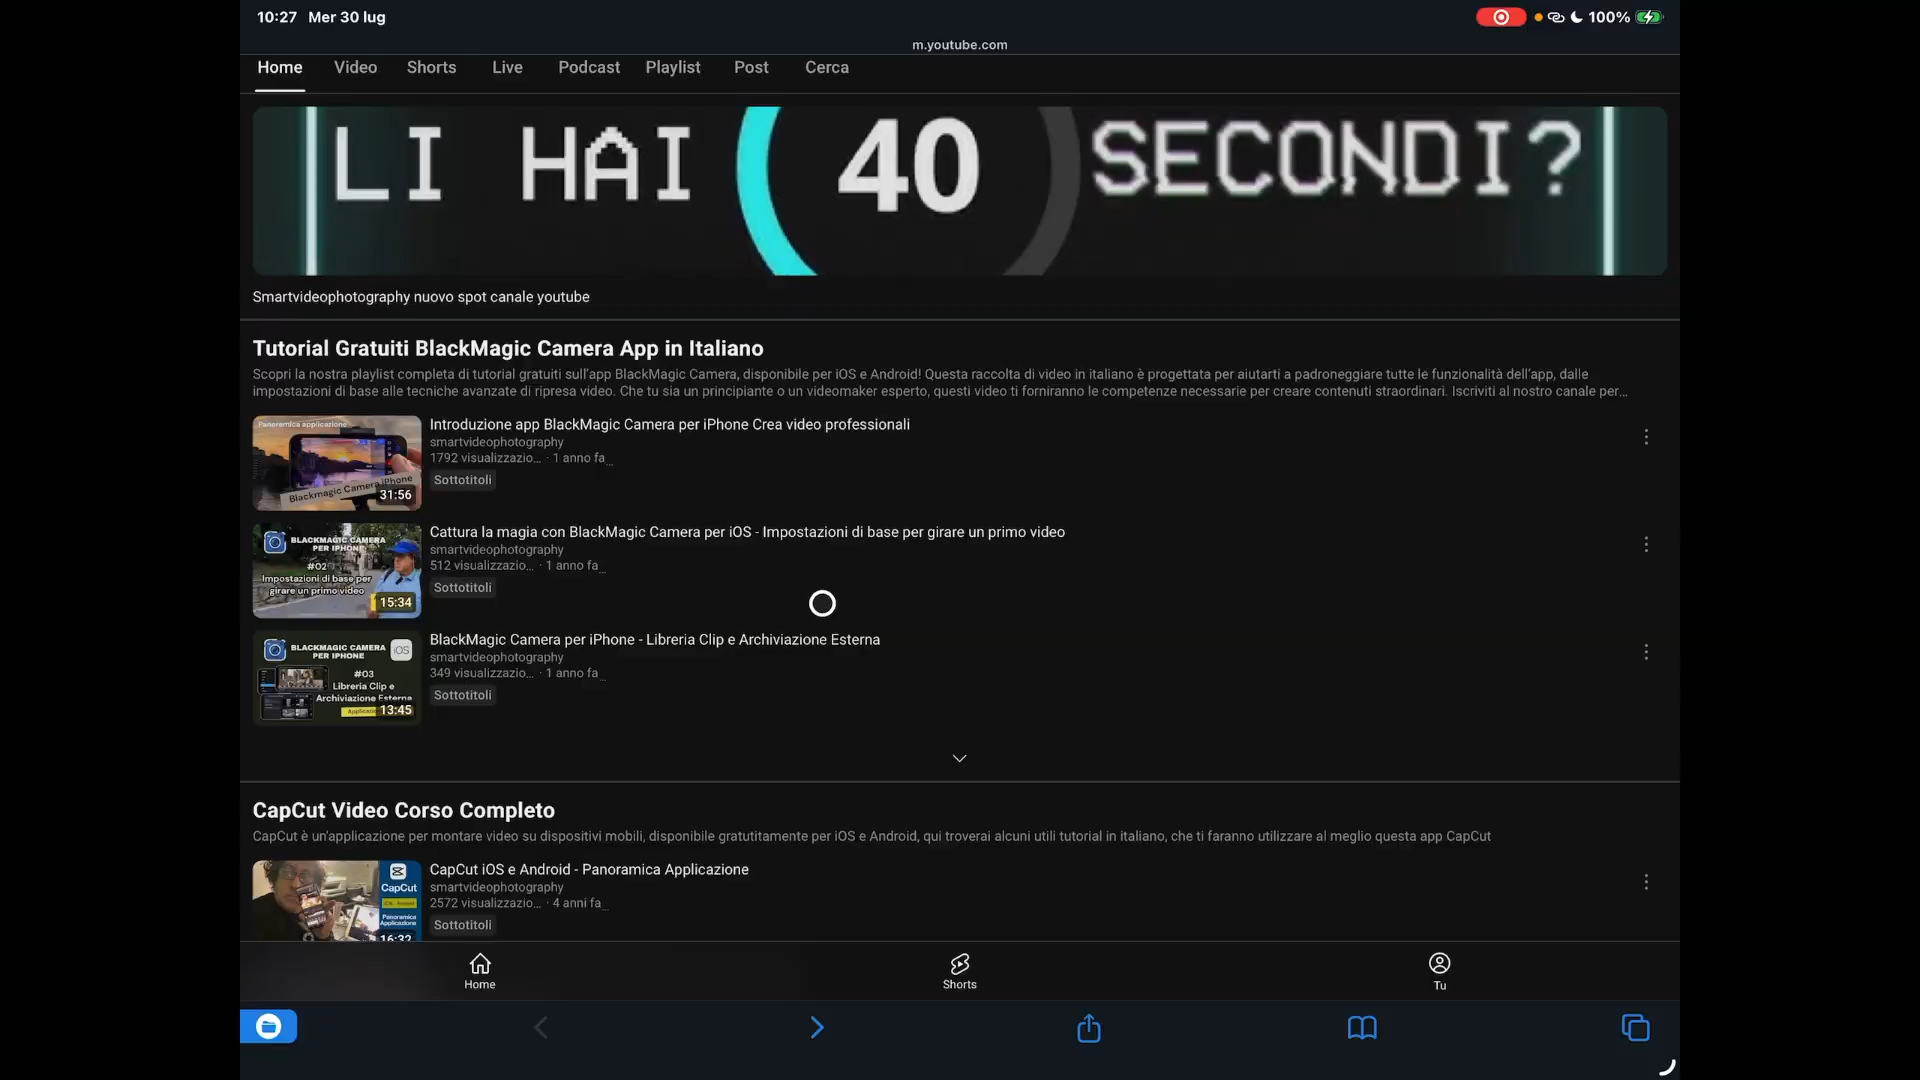 10:27 Mer 30 lug
100%
m.youtube.com
Home Video Shorts Live Podcast Playlist Post Cerca
LI HAI 40 SECONDI?
Smartvideophotography nuovo spot canale youtube
Tutorial Gratuiti BlackMagic Camera App in Italiano
Scopri la nostra playlist completa di tutorial gratuiti sull'app BlackMagic Camera, disponibile per iOS e Android! Questa raccolta di video in italiano è progettata per aiutarti a padroneggiare tutte le funzionalità dell'app, dalle
impostazioni di base alle tecniche avanzate di ripresa video. Che tu sia un principiante o un videomaker esperto, questi video ti forniranno le competenze necessarie per creare contenuti straordinari. Iscriviti al nostro canale per…
Panoramica applicazione
Blackmagic Camera iPhone
31:56
Introduzione app BlackMagic Camera per iPhone Crea video professionali
smartvideophotography
1792 visualizzazio… · 1 anno fa
Sottotitoli
BLACKMAGIC CAMERA
PER IPHONE
#02
Impostazioni di base per
girare un primo video
15:34
Cattura la magia con BlackMagic Camera per iOS - Impostazioni di base per girare un primo video
smartvideophotography
512 visualizzazio… · 1 anno fa
Sottotitoli
BLACKMAGIC CAMERA
PER IPHONE
iOS
#03
Libreria Clip e
Archiviazione Esterna
13:45
BlackMagic Camera per iPhone - Libreria Clip e Archiviazione Esterna
smartvideophotography
349 visualizzazio… · 1 anno fa
Sottotitoli
CapCut Video Corso Completo
CapCut è un'applicazione per montare video su dispositivi mobili, disponibile gratutitamente per iOS e Android, qui troverai alcuni utili tutorial in italiano, che ti faranno utilizzare al meglio questa app CapCut
CapCut
Panoramica
Applicazione
16:32
CapCut iOS e Android - Panoramica Applicazione
smartvideophotography
2572 visualizzazio… · 4 anni fa
Sottotitoli
Home Shorts Tu